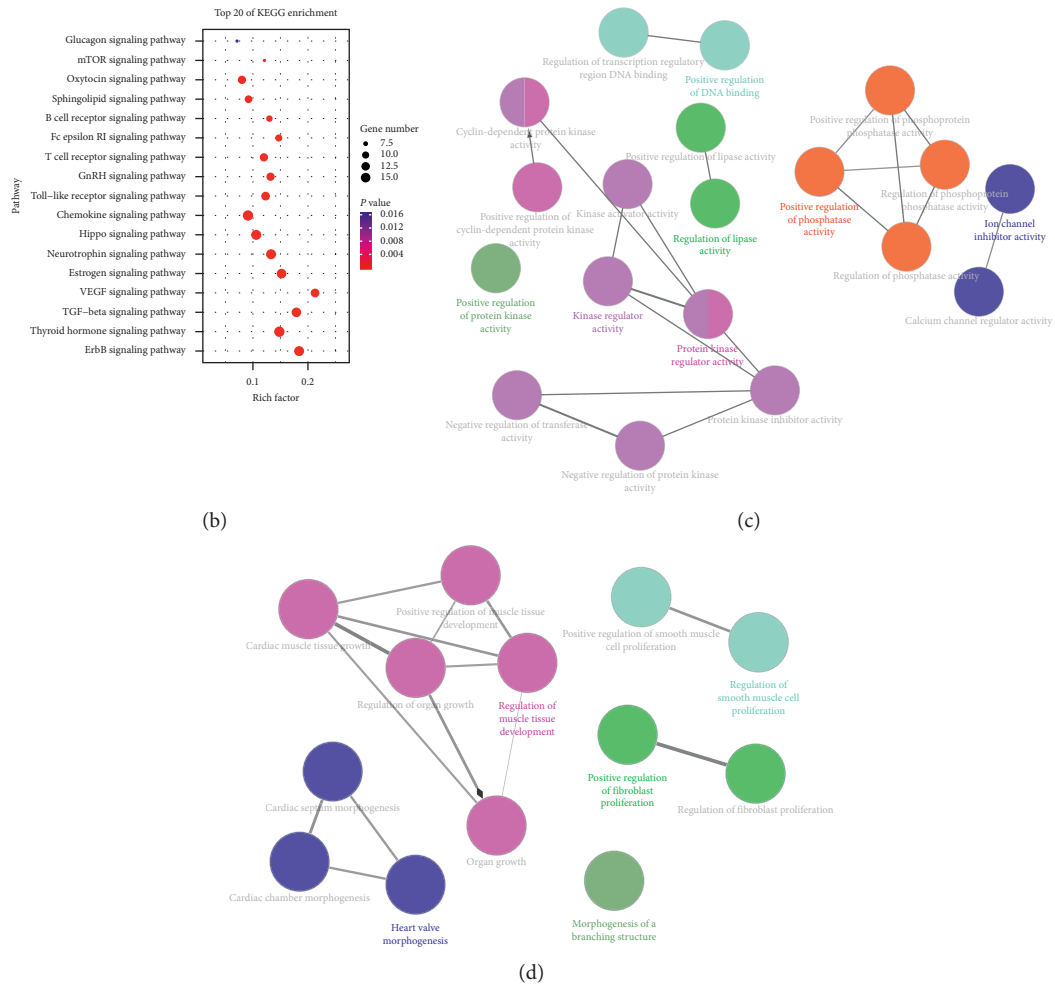 Top 20 of KEGG enrichment
Pathway
Glucagon signaling pathway
mTOR signaling pathway
Oxytocin signaling pathway
Sphingolipid signaling pathway
B cell receptor signaling pathway
Fc epsilon RI signaling pathway
T cell receptor signaling pathway
GnRH signaling pathway
Toll−like receptor signaling pathway
Chemokine signaling pathway
Hippo signaling pathway
Neurotrophin signaling pathway
Estrogen signaling pathway
VEGF signaling pathway
TGF−beta signaling pathway
Thyroid hormone signaling pathway
ErbB signaling pathway
0.1
0.2
Rich factor
Gene number
7.5
10.0
12.5
15.0
P value
0.016
0.012
0.008
0.004
(b)
Regulation of transcription regulatory
region DNA binding
Positive regulation
of DNA binding
Cyclin-dependent protein kinase
activity
Positive regulation of lipase activity
Positive regulation of
cyclin-dependent protein kinase
activity
Kinase activator activity
Regulation of lipase activity
Positive regulation
of protein kinase
activity
Kinase regulator
activity
Protein kinase
regulator activity
Negative regulation of transferase
activity
Protein kinase inhibitor activity
Negative regulation of protein kinase
activity
Positive regulation of phosphoprotein
phosphatase activity
Positive regulation
of phosphatase
activity
Regulation of phosphoprotein
phosphatase activity
Regulation of phosphatase activity
Ion channel
inhibitor activity
Calcium channel regulator activity
(c)
Positive regulation of muscle tissue
development
Cardiac muscle tissue growth
Regulation of organ growth
Regulation of
muscle tissue
development
Organ growth
Cardiac septum morphogenesis
Cardiac chamber morphogenesis
Heart valve
morphogenesis
Positive regulation of smooth muscle
cell proliferation
Regulation of
smooth muscle cell
proliferation
Positive regulation
of fibroblast
proliferation
Regulation of fibroblast proliferation
Morphogenesis of a
branching structure
(d)